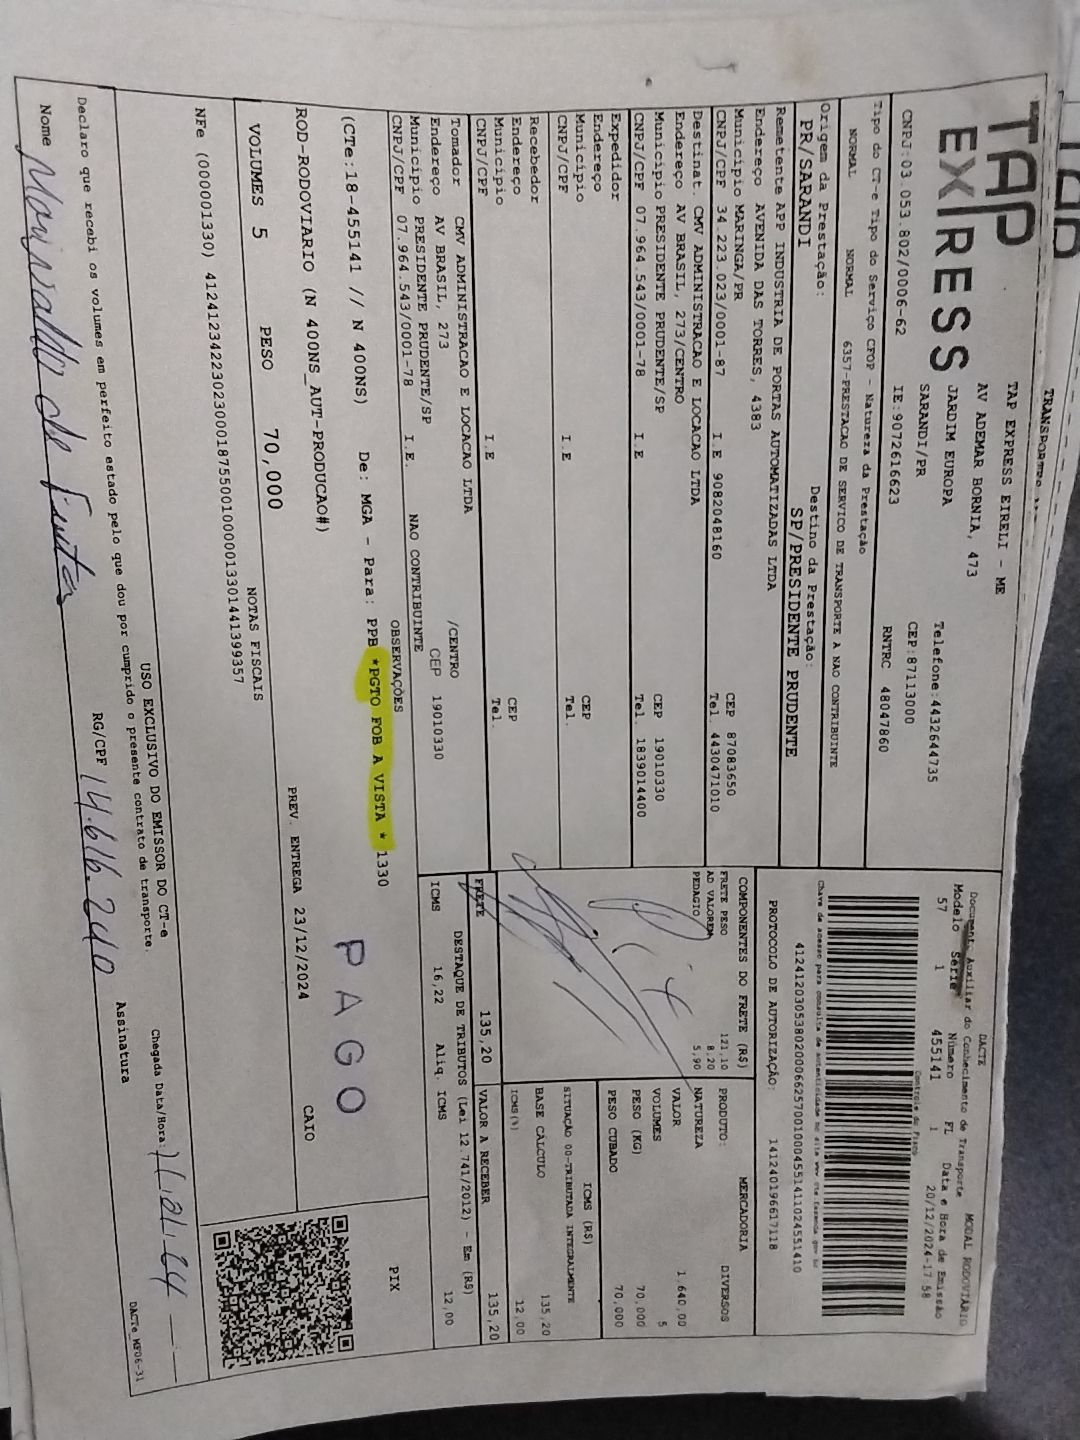 TRANSPORTE
TAP
EXPRESS
TAP EXPRESS EIRELI - ME
AV ADEMAR BORNIA, 473
JARDIM EUROPA
SARANDI/PR
Telefone:4432644735
CEP:87113000
CNPJ:03.053.802/0006-62
IE:9072616623
RNTRC 48047860
Tipo do CT-e Tipo do Serviço CFOP - Natureza da Prestação
NORMAL NORMAL 6357-PRESTACAO DE SERVICO DE TRANSPORTE A NAO CONTRIBUINTE
Origem da Prestação: Destino da Prestação:
PR/SARANDI SP/PRESIDENTE PRUDENTE
Remetente APP INDUSTRIA DE PORTAS AUTOMATIZADAS LTDA
Endereço AVENIDA DAS TORRES, 4383
Município MARINGA/PR CEP 87083650
CNPJ/CPF 34.223.023/0001-87 I.E 9082048160 Tel. 4430471010
Destinat. CMV ADMINISTRACAO E LOCACAO LTDA
Endereço AV BRASIL, 273/CENTRO
Município PRESIDENTE PRUDENTE/SP CEP 19010330
CNPJ/CPF 07.964.543/0001-78 I.E Tel. 1839014400
Expedidor
Endereço
Município CEP
CNPJ/CPF I.E Tel.
Recebedor
Endereço
Município CEP
CNPJ/CPF I.E Tel.
Tomador CMV ADMINISTRACAO E LOCACAO LTDA
Endereço AV BRASIL, 273 /CENTRO
Município PRESIDENTE PRUDENTE/SP CEP 19010330
CNPJ/CPF 07.964.543/0001-78 I.E. NAO CONTRIBUINTE
DACTE
Documento Auxiliar do Conhecimento de Transporte
MODAL RODOVIÁRIO
Modelo Série Número FL Data e Hora de Emissão
57 1 455141 1 20/12/2024-17:58
Controle do Fisco
41241203053802000662570010004551411024551410
PROTOCOLO DE AUTORIZAÇÃO: 141240196617118
COMPONENTES DO FRETE (R$)
FRETE PESO 121,10
AD VALOREM 8,20
PEDAGIO 5,90
PRODUTO: MERCADORIA
NATUREZA DIVERSOS
VALOR 1.640,00
VOLUMES 5
PESO (KG) 70,000
PESO CUBADO 70,000
ICMS (R$)
SITUAÇÃO 00-TRIBUTADA INTEGRALMENTE
BASE CÁLCULO 135,20
ICMS(%) 12,00
FRETE 135,20
VALOR A RECEBER 135,20
DESTAQUE DE TRIBUTOS (Lei 12.741/2012) - Em (R$)
ICMS 16,22 Aliq. ICMS 12,00
OBSERVAÇÕES
(CTe:18-455141 // N 400NS) De: MGA - Para: PPB *PGTO FOB A VISTA * 1330
ROD-RODOVIARIO (N 400NS_AUT-PRODUCAO#)
PAGO
PIX
PREV. ENTREGA 23/12/2024 CAIO
NOTAS FISCAIS
VOLUMES 5 PESO 70,000
NFe (000001330) 41241234223023000187550010000013301441399357
USO EXCLUSIVO DO EMISSOR DO CT-e
Declaro que recebi os volumes em perfeito estado pelo que dou por cumprido o presente contrato de transporte.
Nome RG/CPF 14.616.240 Assinatura
Chegada Data/Hora:
DACTe